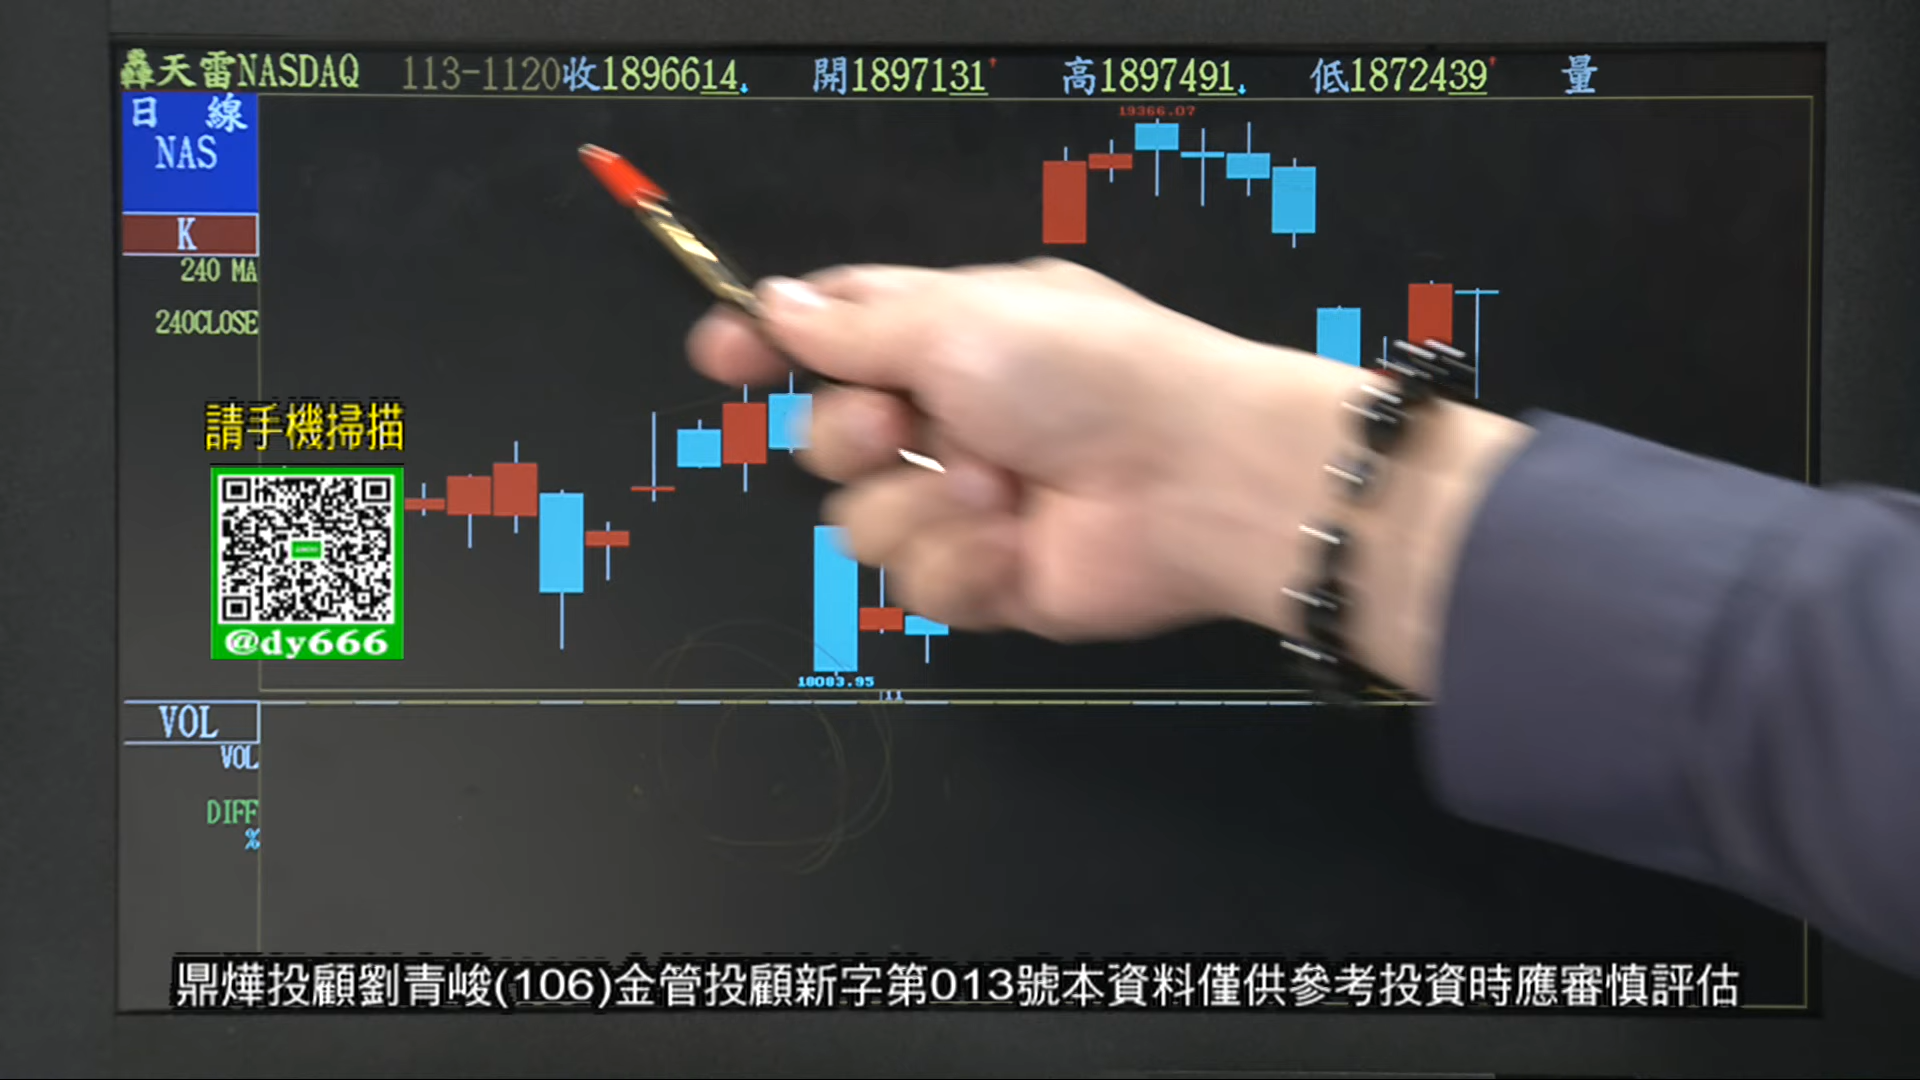 轟天雷NASDAQ 113-1120收1896614 開1897131 高1897491 低1872439 量
日 線
NAS
K
240 MA
240CLOSE
19366.07
請手機掃描
@dy666
18083.95
11
VOL
VOL
DIFF
%
鼎燁投顧劉青峻(106)金管投顧新字第013號本資料僅供參考投資時應審慎評估